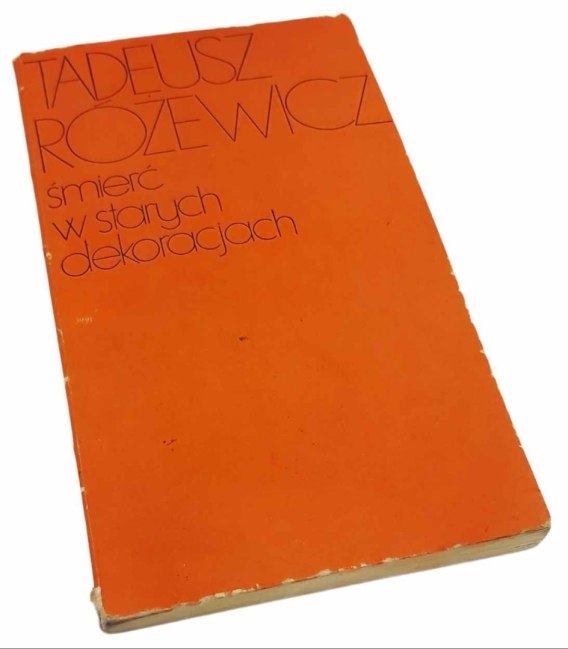 TADEUSZ
RÓŻEWICZ
śmierć
w starych
dekoracjach